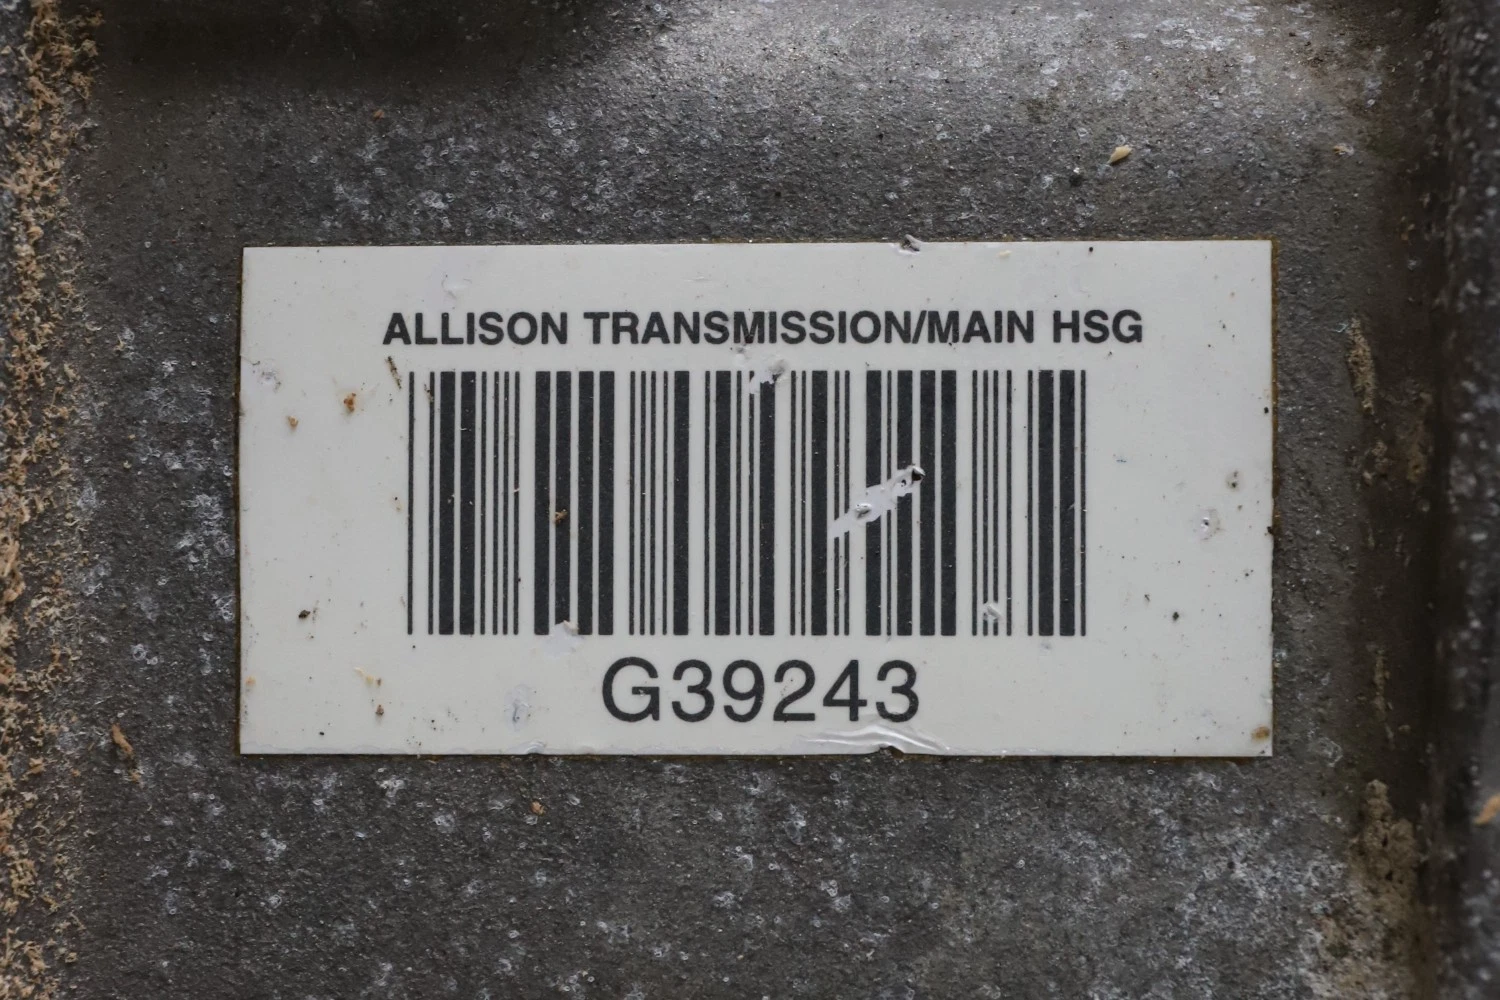 ALLISON TRANSMISSION/MAIN HSG
G39243